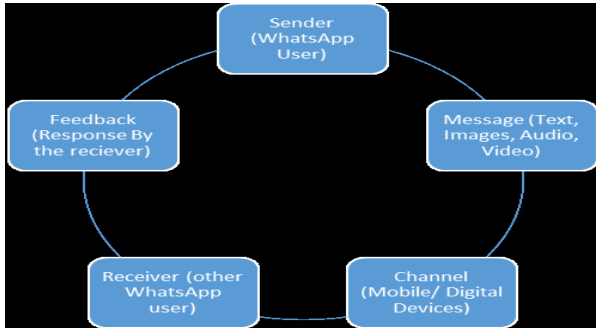 Sender
(WhatsApp
User)
Message (Text,
Images, Audio,
Video)
Channel
(Mobile/ Digital
Devices)
Receiver (other
WhatsApp
user)
Feedback
(Response By
the reciever)